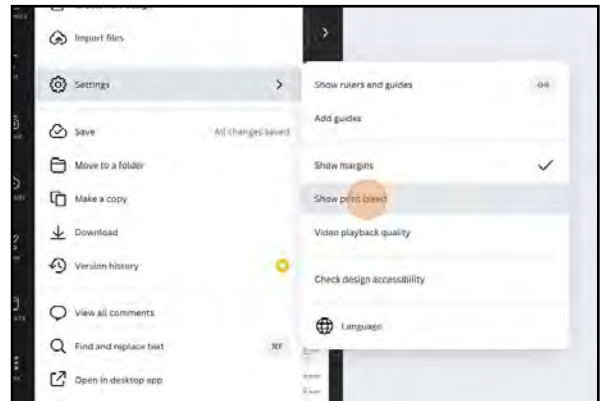 Import files
Settings
Save
All changes saved
Move to a folder
Make a copy
Download
Version history
View all comments
Find and replace text
⌘F
Open in desktop app
Show rulers and guides
Add guides
Show margins
Show print bleed
Video playback quality
Check design accessibility
Language